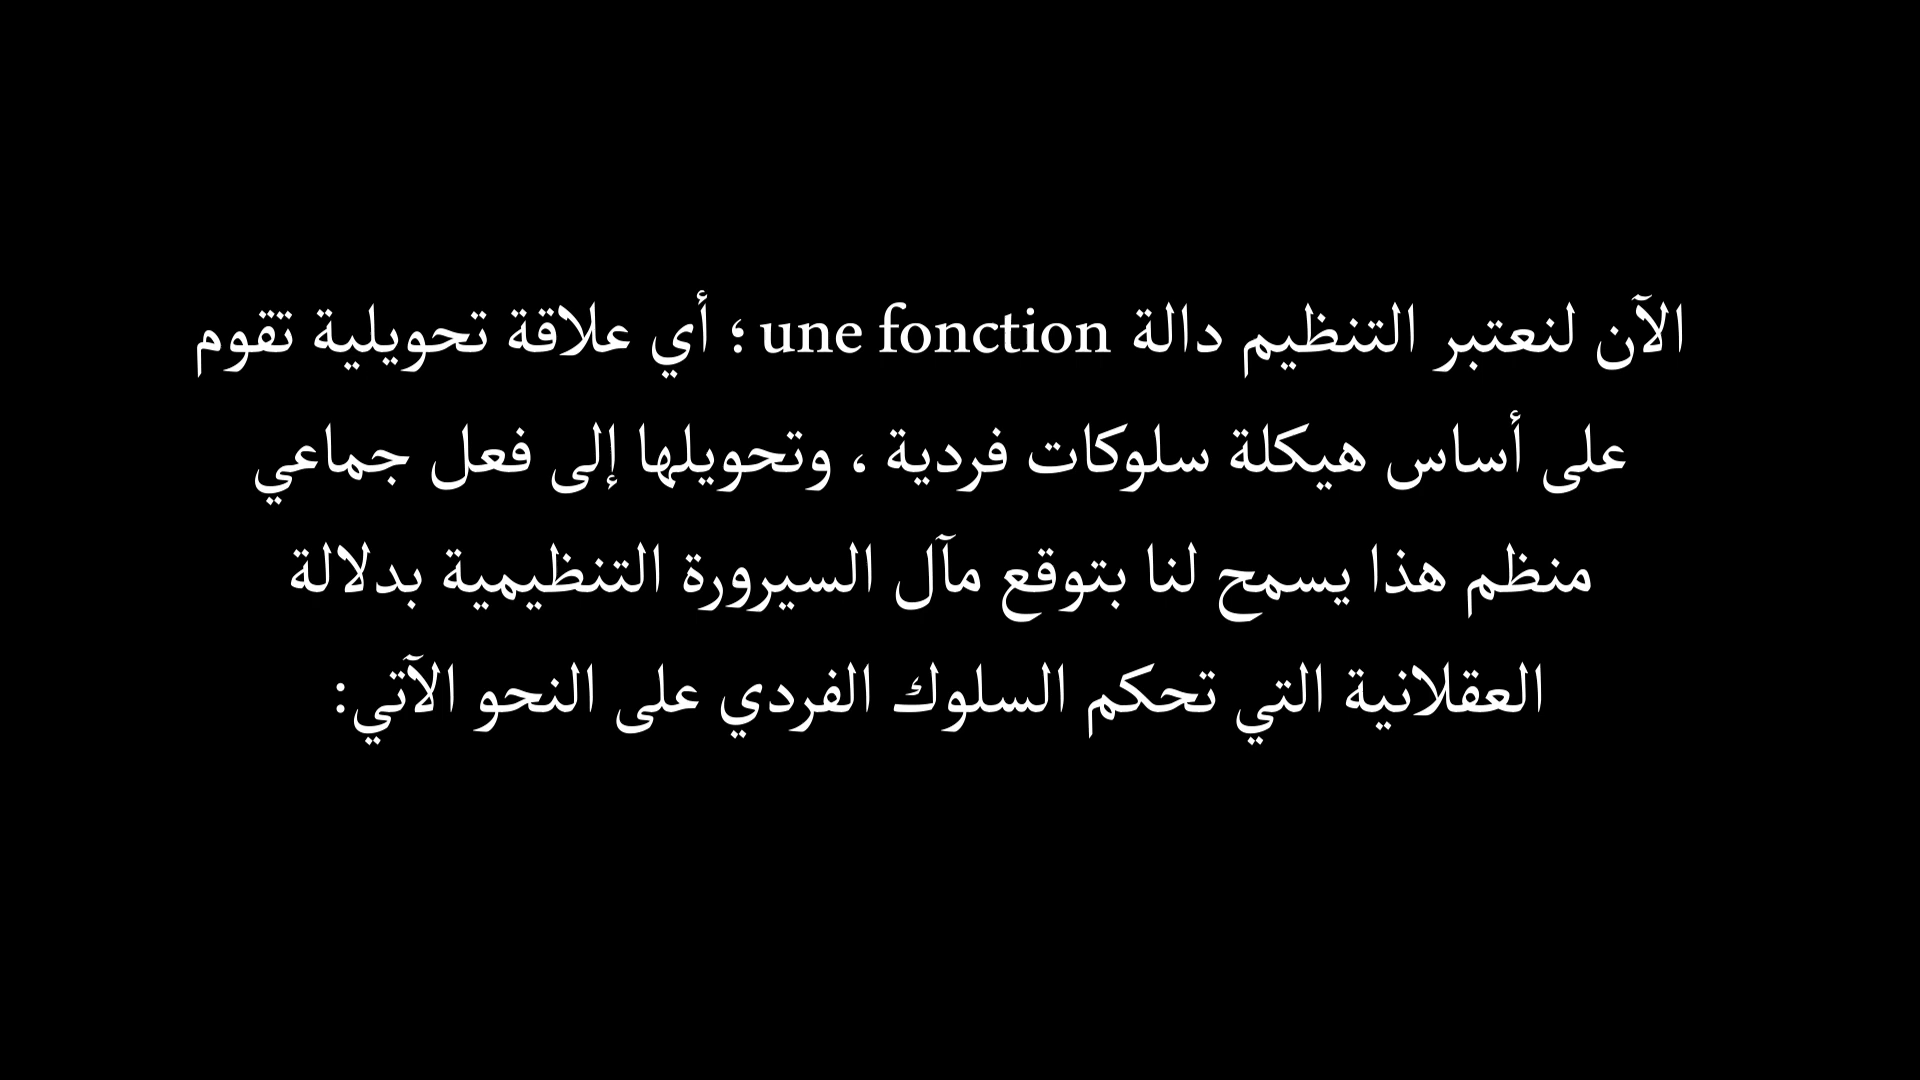 الآن لنعتبر التنظيم دالة une fonction ؛ أي علاقة تحويلية تقوم
على أساس هيكلة سلوكات فردية ، وتحويلها إلى فعل جماعي
منظم هذا يسمح لنا بتوقع مآل السيرورة التنظيمية بدلالة
العقلانية التي تحكم السلوك الفردي على النحو الآتي: